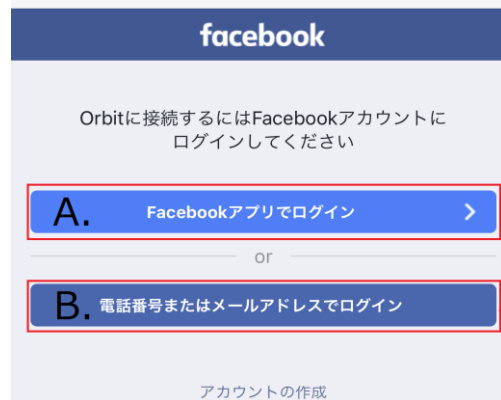 facebook
Orbitに接続するにはFacebookアカウントに
ログインしてください
A. Facebookアプリでログイン
or
B. 電話番号またはメールアドレスでログイン
アカウントの作成